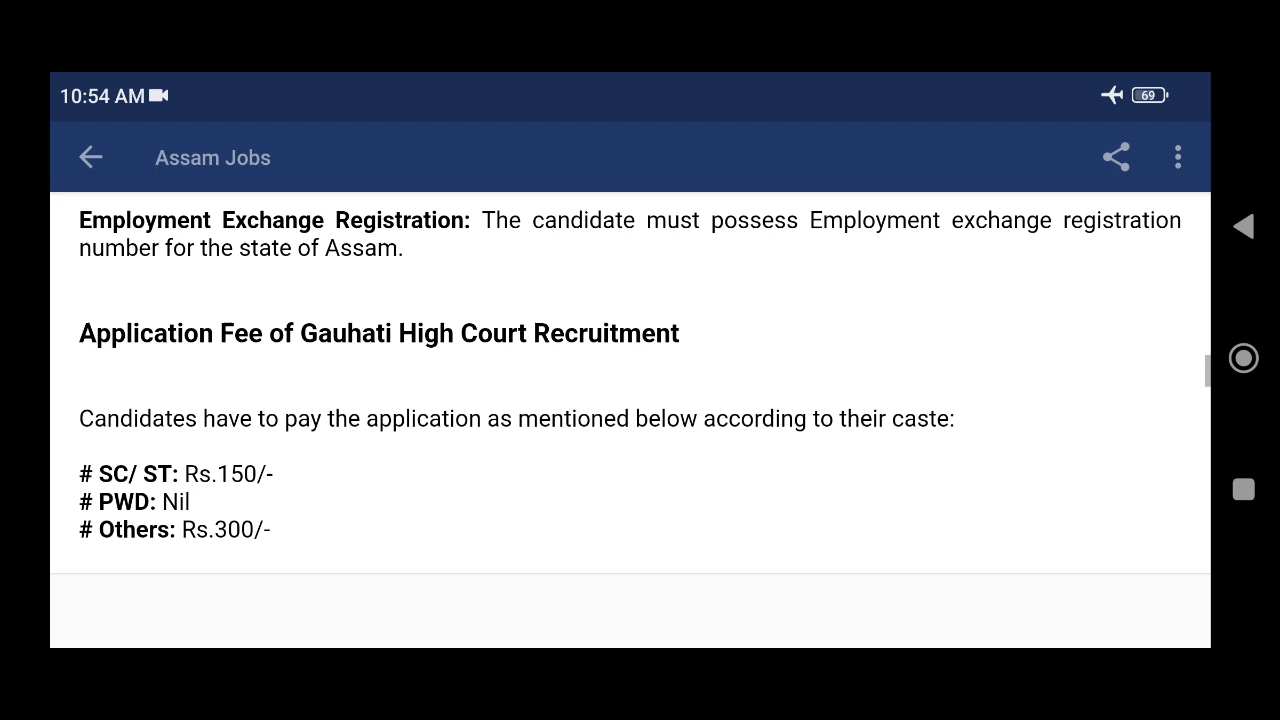 10:54 AM
69
Assam Jobs
Employment Exchange Registration: The candidate must possess Employment exchange registration
number for the state of Assam.
Application Fee of Gauhati High Court Recruitment
Candidates have to pay the application as mentioned below according to their caste:
# SC/ ST: Rs.150/-
# PWD: Nil
# Others: Rs.300/-